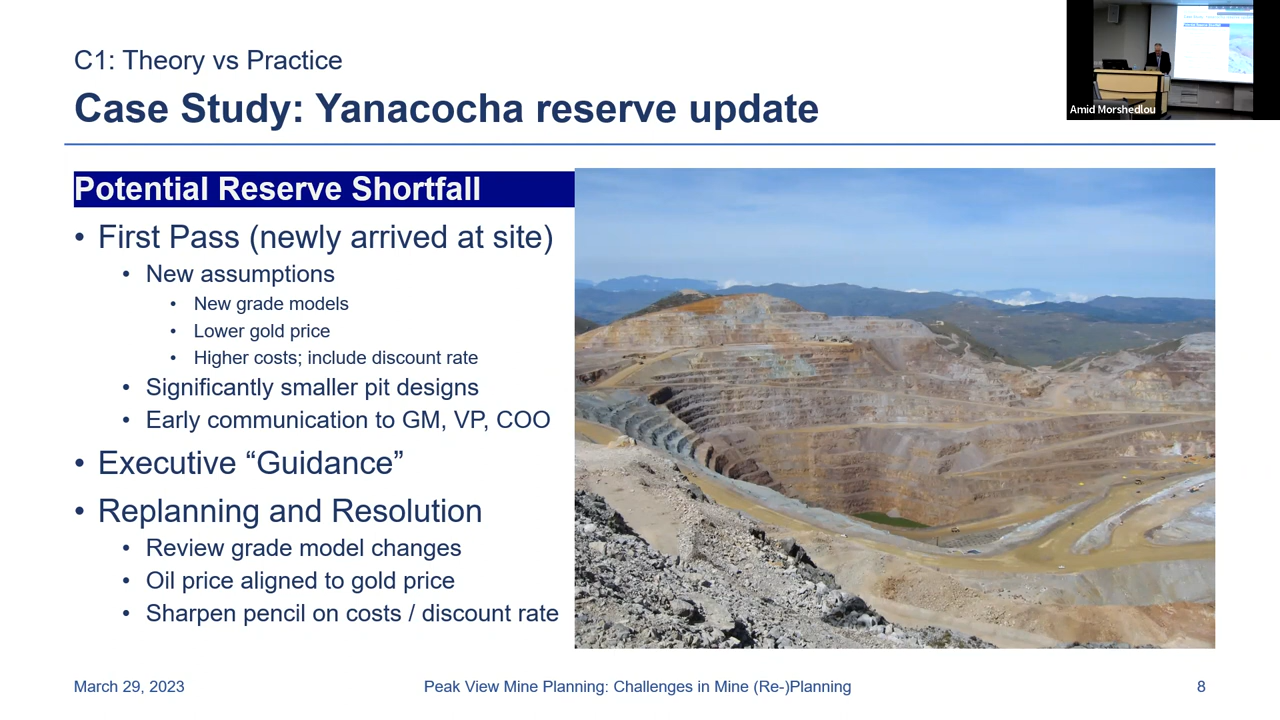 C1: Theory vs Practice
Case Study: Yanacocha reserve update
Amid Morshedlou
Potential Reserve Shortfall
• First Pass (newly arrived at site)
• New assumptions
• New grade models
• Lower gold price
• Higher costs; include discount rate
• Significantly smaller pit designs
• Early communication to GM, VP, COO
• Executive “Guidance”
• Replanning and Resolution
• Review grade model changes
• Oil price aligned to gold price
• Sharpen pencil on costs / discount rate
March 29, 2023
Peak View Mine Planning: Challenges in Mine (Re-)Planning
8